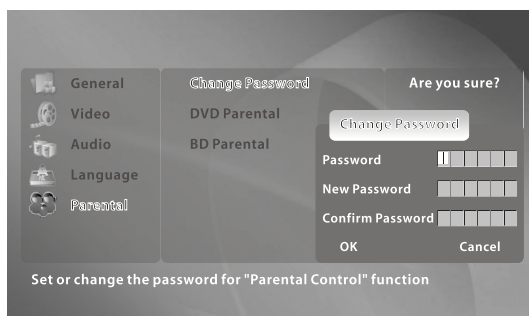 General
Video
Audio
Language
Parental
Change Password
DVD Parental
BD Parental
Are you sure?
Change Password
Password
New Password
Confirm Password
OK Cancel
Set or change the password for "Parental Control" function